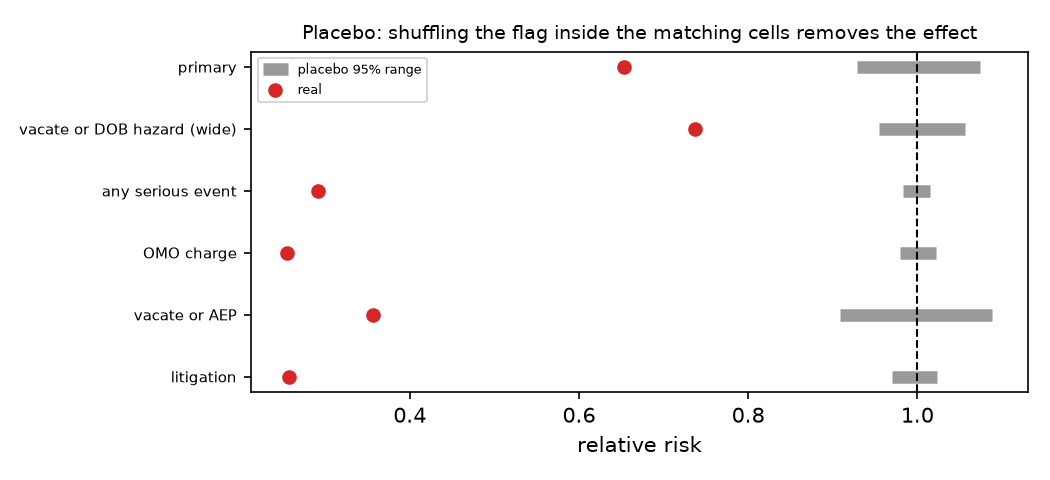 Placebo: shuffling the flag inside the matching cells removes the effect
placebo 95% range
real
primary
vacate or DOB hazard (wide)
any serious event
OMO charge
vacate or AEP
litigation
0.4 0.6 0.8 1.0
relative risk